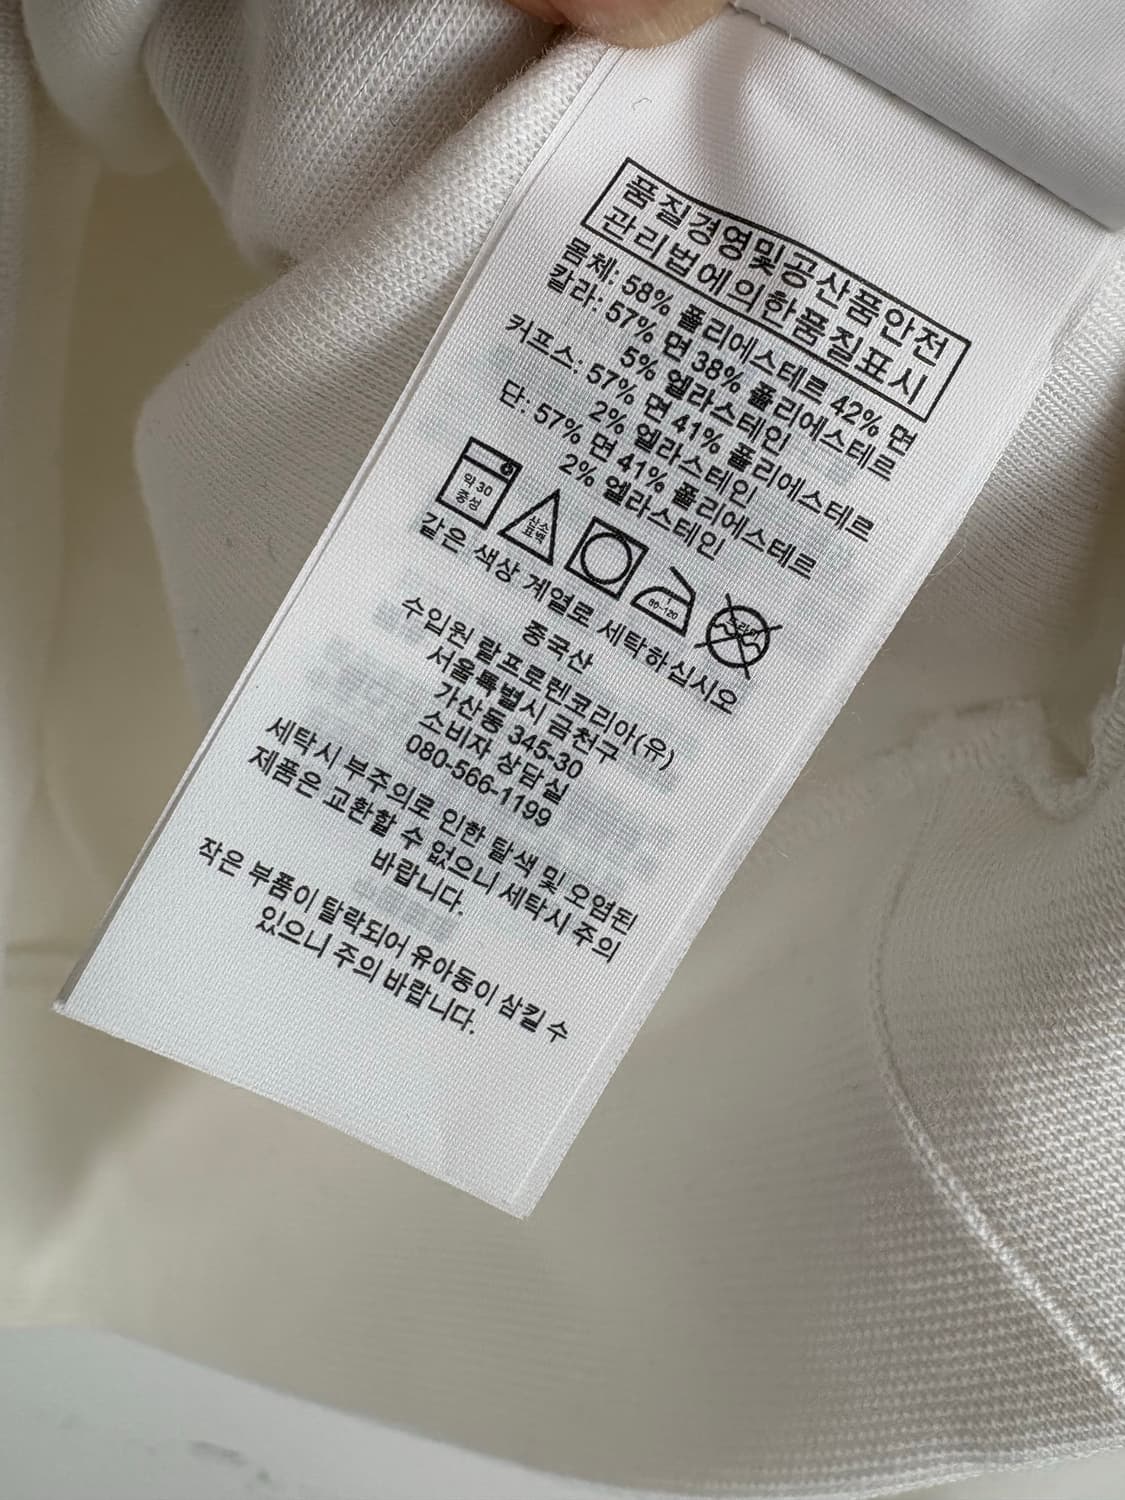 품질경영및공산품안전
관리법에의한품질표시
몸체: 58% 폴리에스테르 42% 면
칼라: 57% 면 38% 폴리에스테르
5% 엘라스테인
커프스: 57% 면 41% 폴리에스테르
2% 엘라스테인
단: 57% 면 41% 폴리에스테르
2% 엘라스테인
약 30
중성
산소
표백
80~120
드라이
같은 색상 계열로 세탁하십시오
중국산
수입원 랄프로렌코리아(유)
서울특별시 금천구
가산동 345-30
소비자 상담실
080-566-1199
세탁시 부주의로 인한 탈색 및 오염된
제품은 교환할 수 없으니 세탁시 주의
바랍니다.
작은 부품이 탈락되어 유아동이 삼킬 수
있으니 주의 바랍니다.